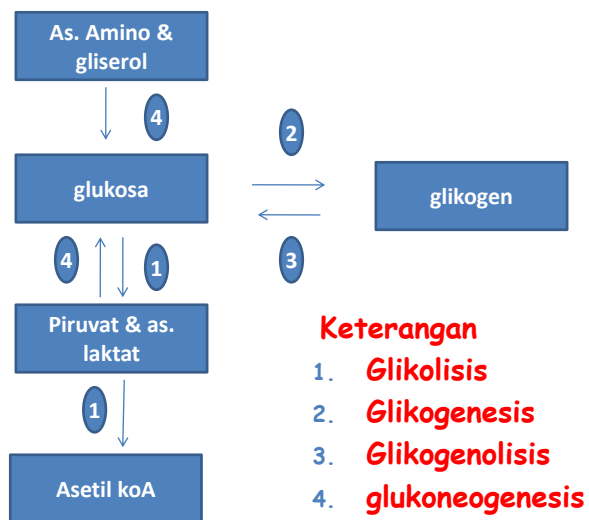 As. Amino &
gliserol
4
2
glukosa
glikogen
4
1
3
Piruvat & as.
laktat
1
Asetil koA
Keterangan
1. Glikolisis
2. Glikogenesis
3. Glikogenolisis
4. glukoneogenesis